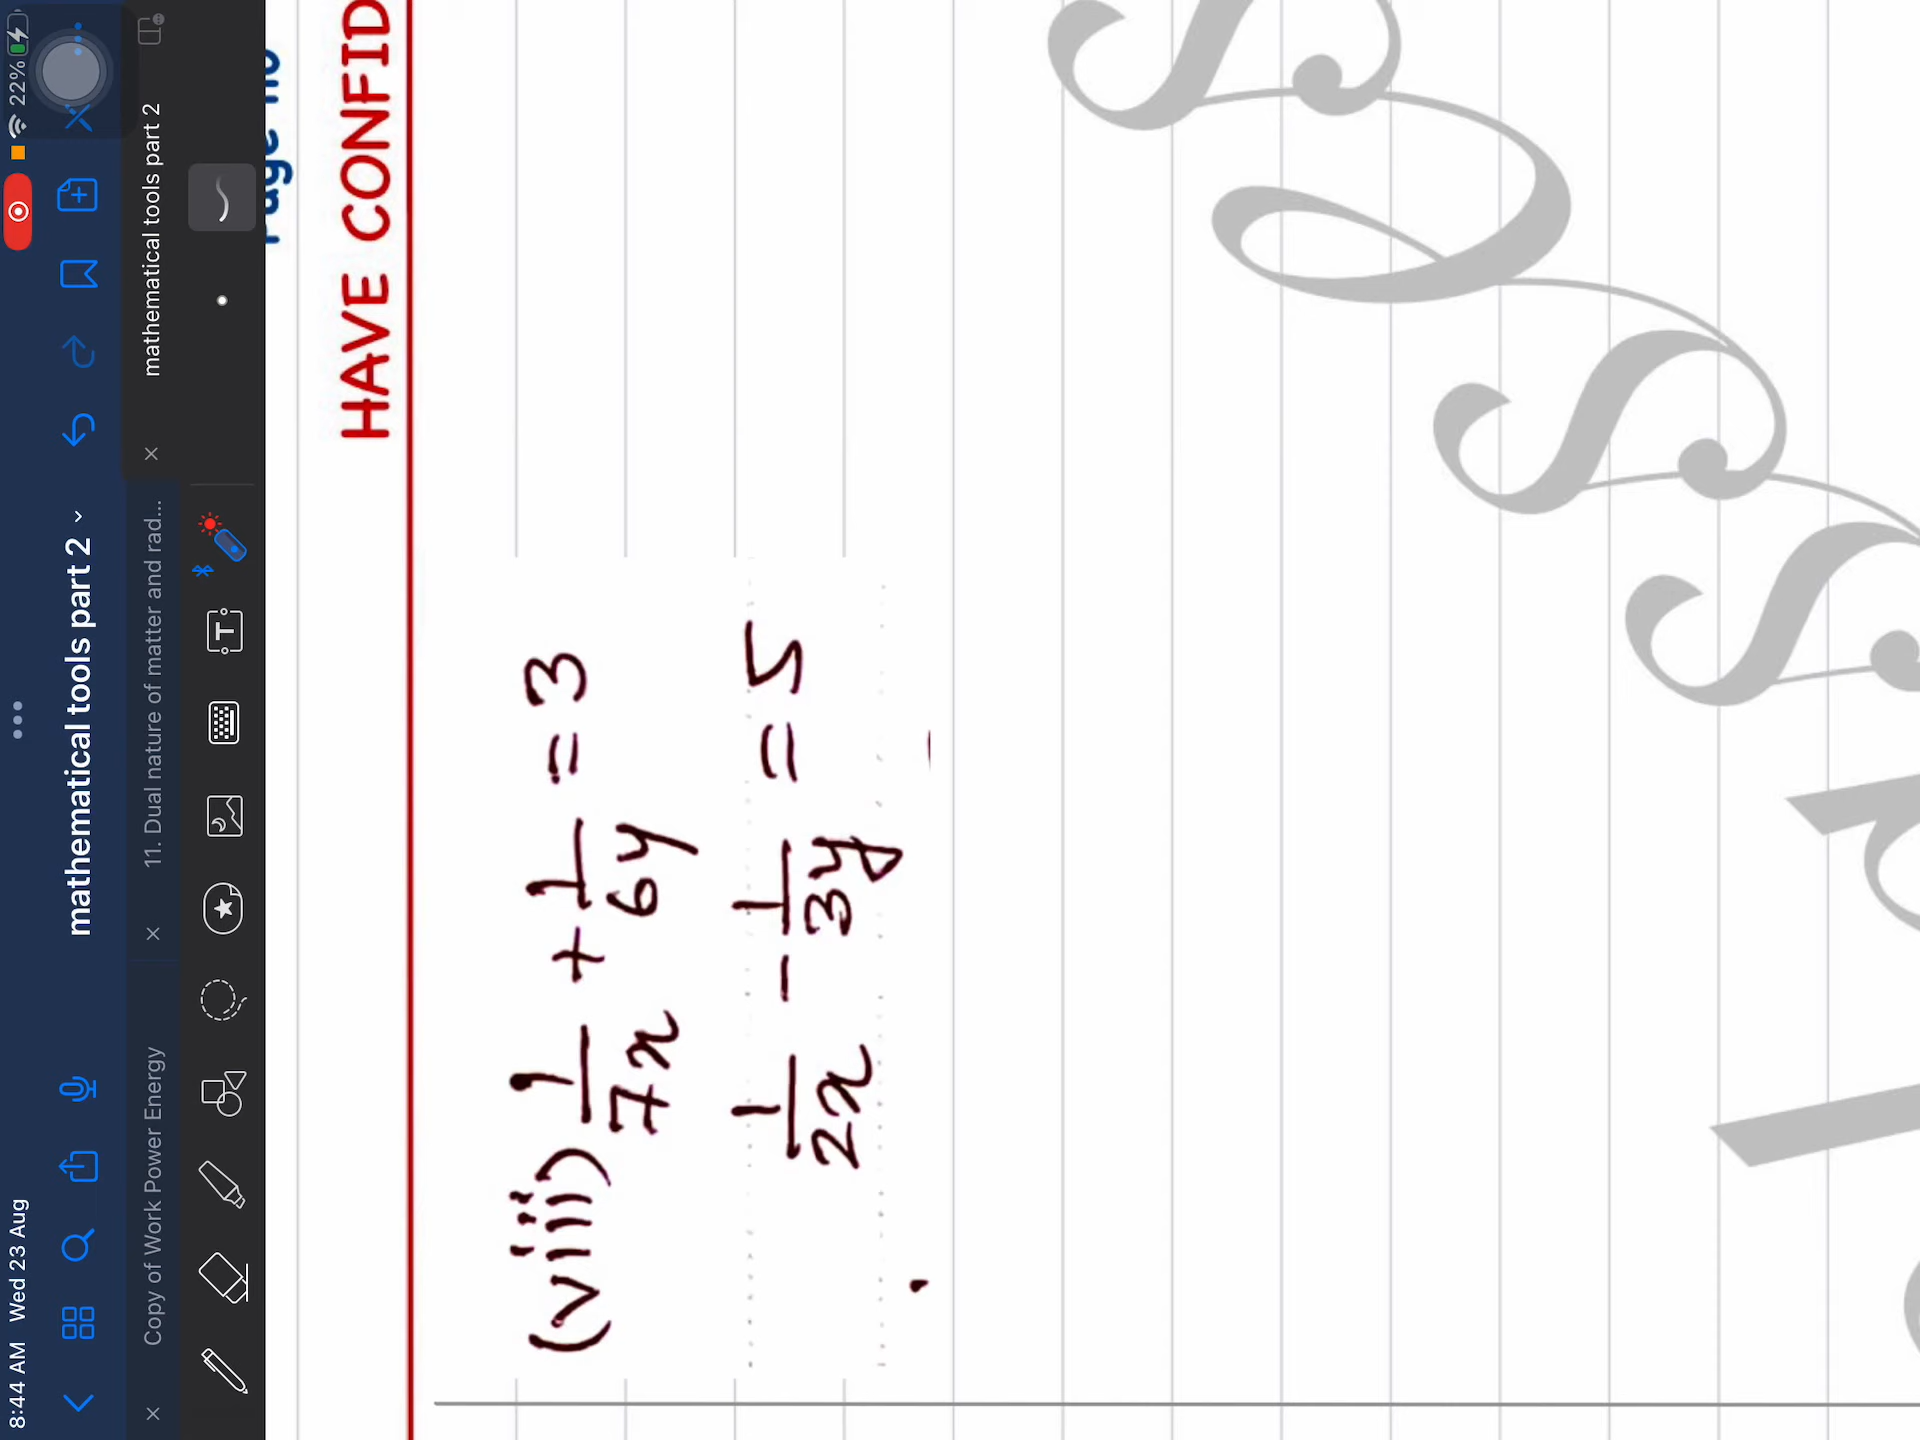 8:44 AM Wed 23 Aug
22%
mathematical tools part 2
Copy of Work Power Energy
11. Dual nature of matter and rad...
mathematical tools part 2
HAVE CONFID
(viii) 1/7x + 1/6y = 3
1/2x - 1/3y = 5